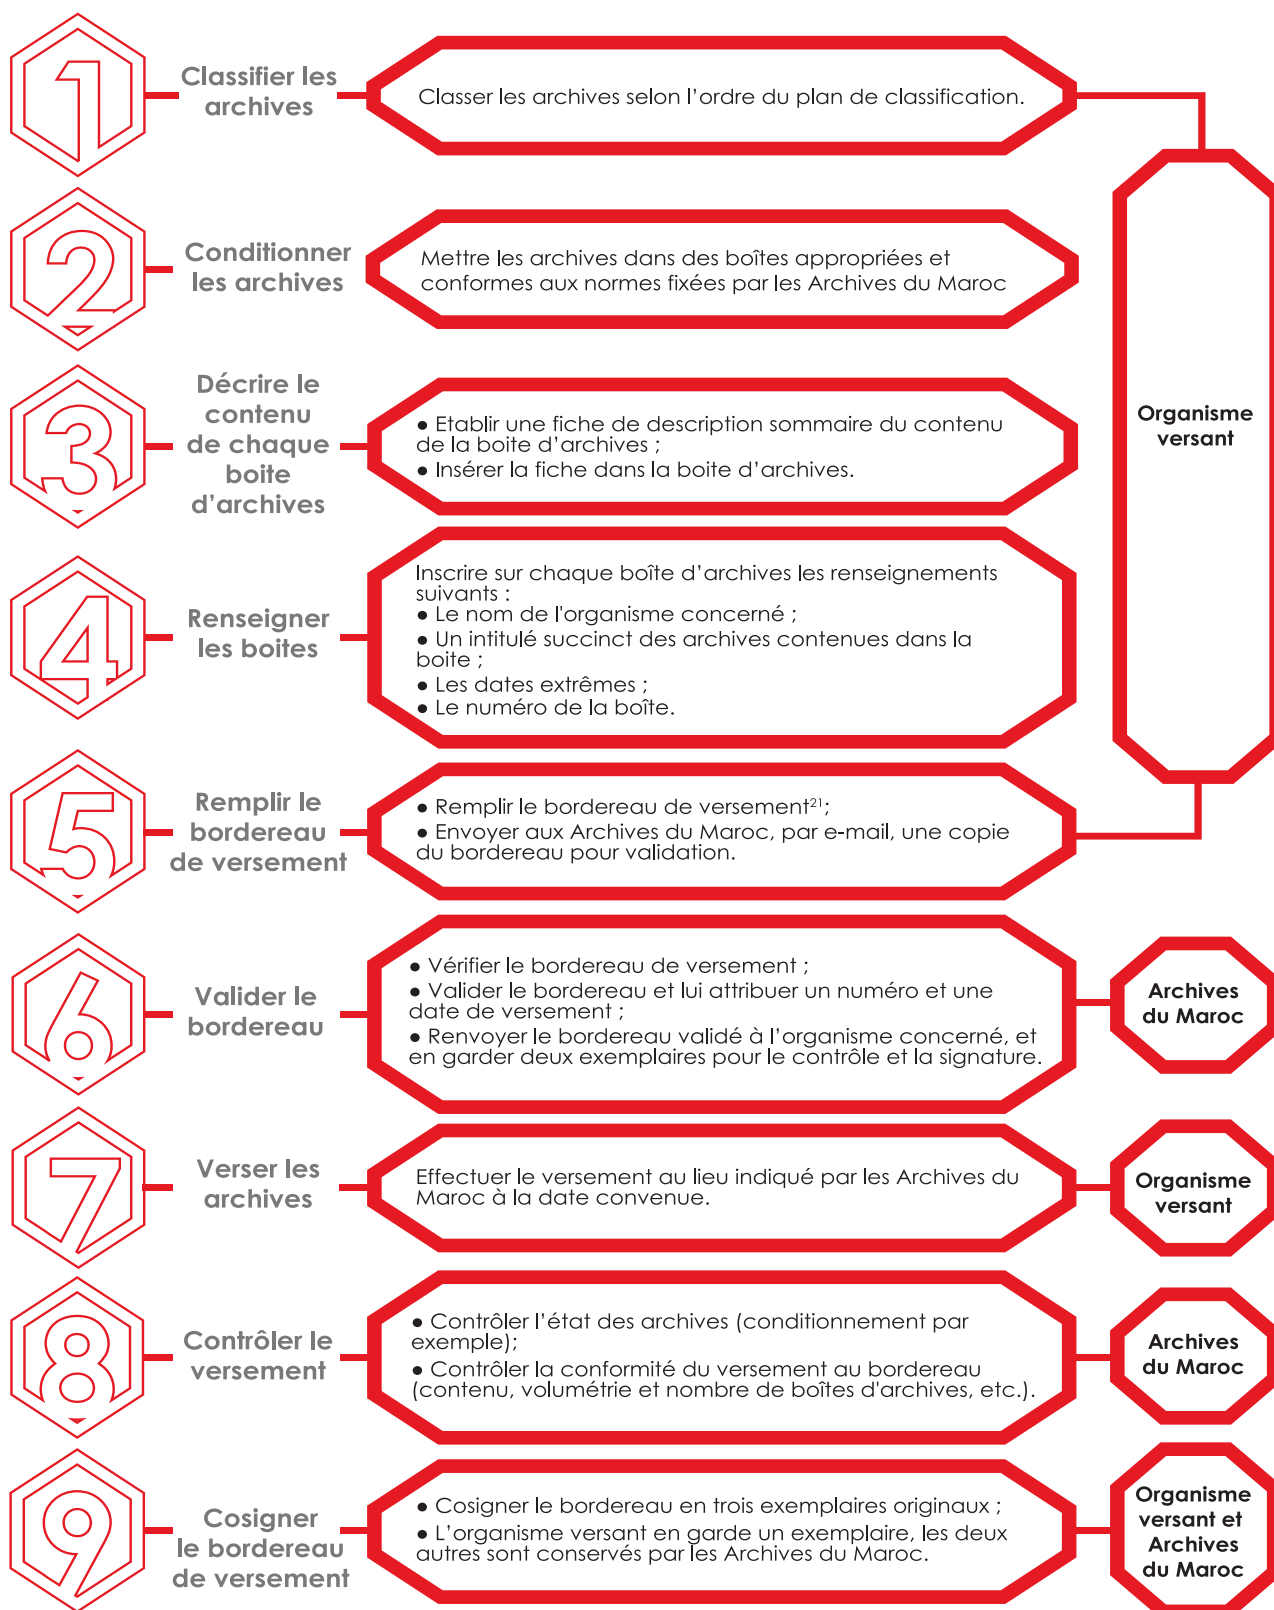 1
Classifier les
archives
Classer les archives selon l'ordre du plan de classification.
2
Conditionner
les archives
Mettre les archives dans des boîtes appropriées et
conformes aux normes fixées par les Archives du Maroc
3
Décrire le
contenu
de chaque
boite
d'archives
● Etablir une fiche de description sommaire du contenu
de la boite d'archives ;
● Insérer la fiche dans la boite d'archives.
Organisme
versant
4
Renseigner
les boites
Inscrire sur chaque boîte d'archives les renseignements
suivants :
● Le nom de l'organisme concerné ;
● Un intitulé succinct des archives contenues dans la
boite ;
● Les dates extrêmes ;
● Le numéro de la boîte.
5
Remplir le
bordereau
de versement
● Remplir le bordereau de versement²¹;
● Envoyer aux Archives du Maroc, par e-mail, une copie
du bordereau pour validation.
6
Valider le
bordereau
● Vérifier le bordereau de versement ;
● Valider le bordereau et lui attribuer un numéro et une
date de versement ;
● Renvoyer le bordereau validé à l'organisme concerné, et
en garder deux exemplaires pour le contrôle et la signature.
Archives
du Maroc
7
Verser les
archives
Effectuer le versement au lieu indiqué par les Archives du
Maroc à la date convenue.
Organisme
versant
8
Contrôler le
versement
● Contrôler l'état des archives (conditionnement par
exemple);
● Contrôler la conformité du versement au bordereau
(contenu, volumétrie et nombre de boîtes d'archives, etc.).
Archives
du Maroc
9
Cosigner
le bordereau
de versement
● Cosigner le bordereau en trois exemplaires originaux ;
● L'organisme versant en garde un exemplaire, les deux
autres sont conservés par les Archives du Maroc.
Organisme
versant et
Archives
du Maroc